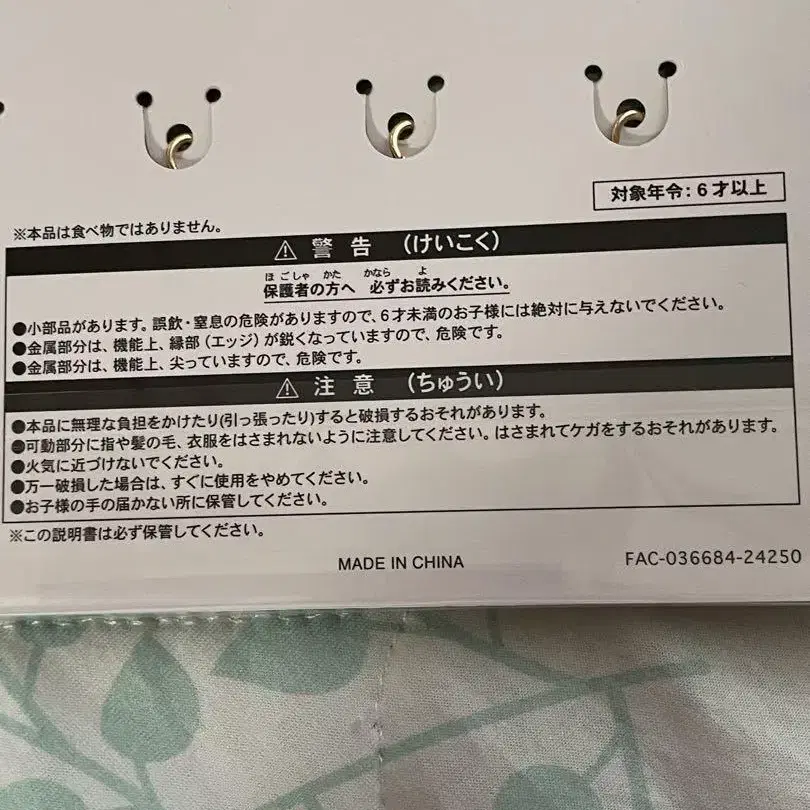 対象年令：6才以上
※本品は食べ物ではありません。
⚠ 警告 （けいこく）
ほごしゃ かた かなら よ
保護者の方へ 必ずお読みください。
●小部品があります。誤飲・窒息の危険がありますので、6才未満のお子様には絶対に与えないでください。
●金属部分は、機能上、縁部（エッジ）が鋭くなっていますので、危険です。
●金属部分は、機能上、尖っていますので、危険です。
⚠ 注意 （ちゅうい）
●本品に無理な負担をかけたり(引っ張ったり)すると破損するおそれがあります。
●可動部分に指や髪の毛、衣服をはさまれないように注意してください。はさまれてケガをするおそれがあります。
●火気に近づけないでください。
●万一破損した場合は、すぐに使用をやめてください。
●お子様の手の届かない所に保管してください。
※この説明書は必ず保管してください。
MADE IN CHINA
FAC-036684-24250